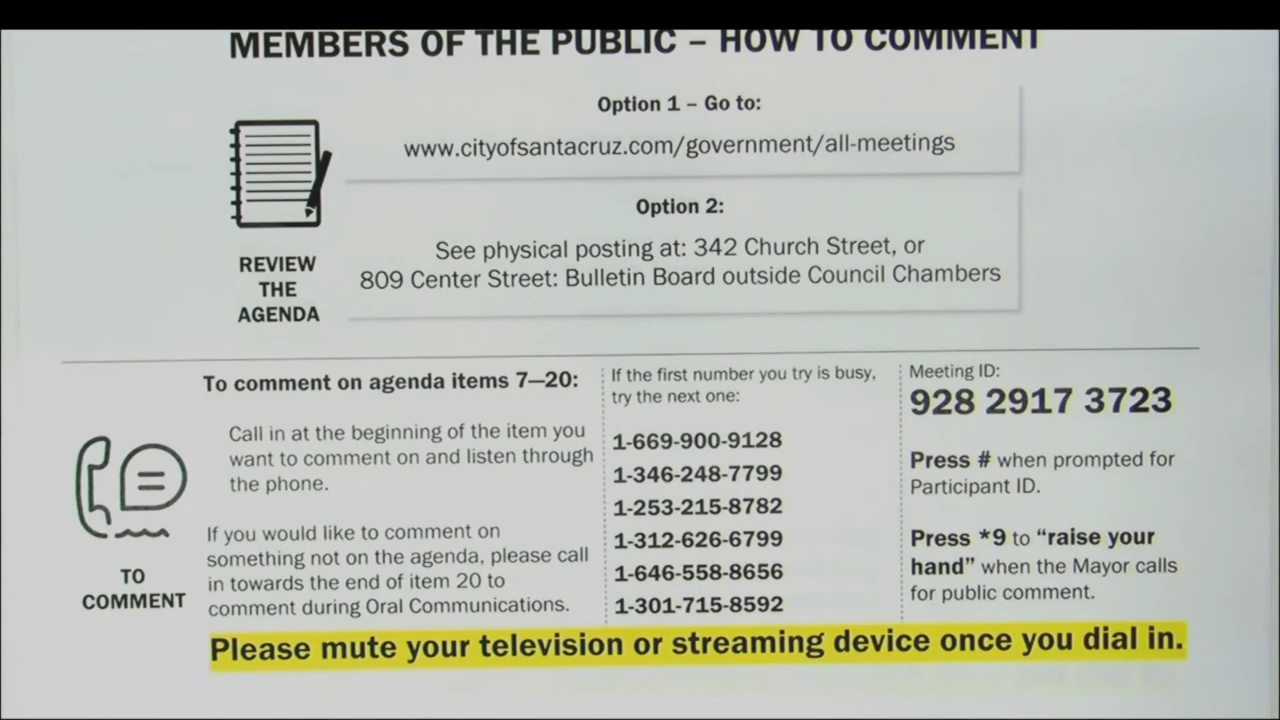 MEMBERS OF THE PUBLIC – HOW TO COMMENT
Option 1 – Go to:
www.cityofsantacruz.com/government/all-meetings
Option 2:
See physical posting at: 342 Church Street, or
809 Center Street: Bulletin Board outside Council Chambers
REVIEW
THE
AGENDA
To comment on agenda items 7—20:
Call in at the beginning of the item you
want to comment on and listen through
the phone.
If you would like to comment on
something not on the agenda, please call
in towards the end of item 20 to
comment during Oral Communications.
TO
COMMENT
If the first number you try is busy,
try the next one:
1-669-900-9128
1-346-248-7799
1-253-215-8782
1-312-626-6799
1-646-558-8656
1-301-715-8592
Meeting ID:
928 2917 3723
Press # when prompted for
Participant ID.
Press *9 to “raise your
hand” when the Mayor calls
for public comment.
Please mute your television or streaming device once you dial in.